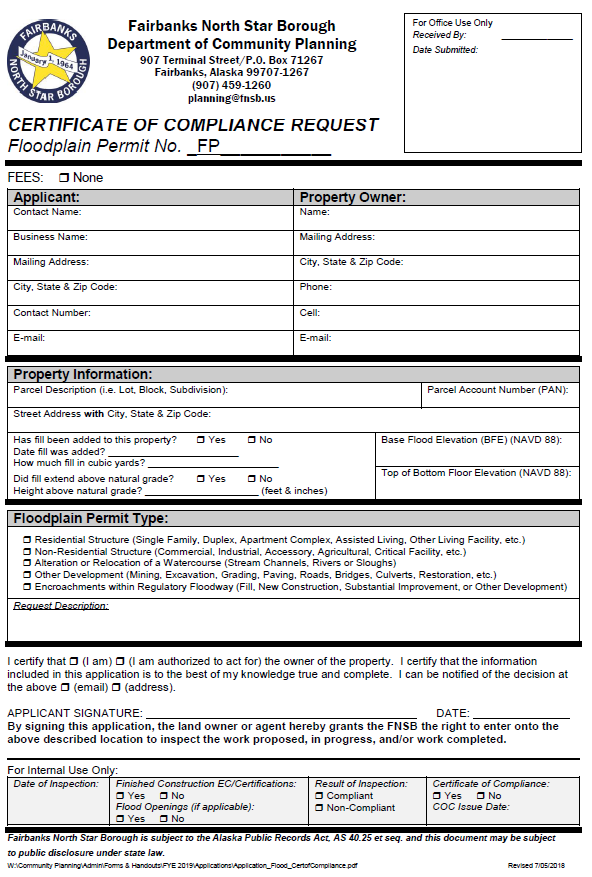 FAIRBANKS
January 1, 1964
NORTH STAR BOROUGH
Fairbanks North Star Borough
Department of Community Planning
907 Terminal Street/P.O. Box 71267
Fairbanks, Alaska 99707-1267
(907) 459-1260
planning@fnsb.us
For Office Use Only
Received By: _______________
Date Submitted:
CERTIFICATE OF COMPLIANCE REQUEST
Floodplain Permit No. _FP___________
FEES: ☐ None
Applicant: Property Owner:
Contact Name: Name:
Business Name: Mailing Address:
Mailing Address: City, State & Zip Code:
City, State & Zip Code: Phone:
Contact Number: Cell:
E-mail: E-mail:
Property Information:
Parcel Description (i.e. Lot, Block, Subdivision): Parcel Account Number (PAN):
Street Address with City, State & Zip Code:
Has fill been added to this property? ☐ Yes ☐ No
Date fill was added? ________________________
How much fill in cubic yards? ________________________
Did fill extend above natural grade? ☐ Yes ☐ No
Height above natural grade? _____________________ (feet & inches)
Base Flood Elevation (BFE) (NAVD 88):
Top of Bottom Floor Elevation (NAVD 88):
Floodplain Permit Type:
☐ Residential Structure (Single Family, Duplex, Apartment Complex, Assisted Living, Other Living Facility, etc.)
☐ Non-Residential Structure (Commercial, Industrial, Accessory, Agricultural, Critical Facility, etc.)
☐ Alteration or Relocation of a Watercourse (Stream Channels, Rivers or Sloughs)
☐ Other Development (Mining, Excavation, Grading, Paving, Roads, Bridges, Culverts, Restoration, etc.)
☐ Encroachments within Regulatory Floodway (Fill, New Construction, Substantial Improvement, or Other Development)
Request Description:
I certify that ☐ (I am) ☐ (I am authorized to act for) the owner of the property. I certify that the information
included in this application is to the best of my knowledge true and complete. I can be notified of the decision at
the above ☐ (email) ☐ (address).
APPLICANT SIGNATURE: ________________________________________ DATE: ______________
By signing this application, the land owner or agent hereby grants the FNSB the right to enter onto the
above described location to inspect the work proposed, in progress, and/or work completed.
For Internal Use Only:
Date of Inspection: Finished Construction EC/Certifications: Result of Inspection: Certificate of Compliance:
☐ Yes ☐ No ☐ Compliant ☐ Yes ☐ No
Flood Openings (if applicable): ☐ Non-Compliant COC Issue Date:
☐ Yes ☐ No
Fairbanks North Star Borough is subject to the Alaska Public Records Act, AS 40.25 et seq. and this document may be subject
to public disclosure under state law.
W:\Community Planning\Admin\Forms & Handouts\FYE 2019\Applications\Application_Flood_CertofCompliance.pdf Revised 7/05/2018